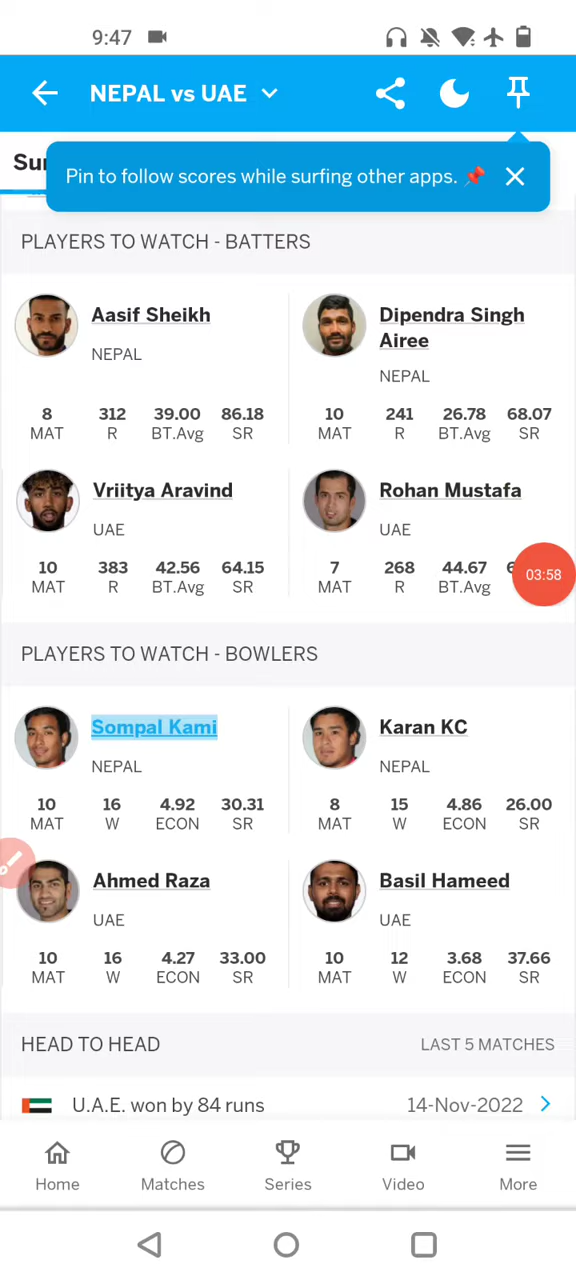 9:47
NEPAL vs UAE
Sur
Pin to follow scores while surfing other apps. 📌
PLAYERS TO WATCH - BATTERS
Aasif Sheikh
NEPAL
8 312 39.00 86.18
MAT R BT.Avg SR
Dipendra Singh
Airee
NEPAL
10 241 26.78 68.07
MAT R BT.Avg SR
Vriitya Aravind
UAE
10 383 42.56 64.15
MAT R BT.Avg SR
Rohan Mustafa
UAE
7 268 44.67
MAT R BT.Avg SR
03:58
PLAYERS TO WATCH - BOWLERS
Sompal Kami
NEPAL
10 16 4.92 30.31
MAT W ECON SR
Karan KC
NEPAL
8 15 4.86 26.00
MAT W ECON SR
Ahmed Raza
UAE
10 16 4.27 33.00
MAT W ECON SR
Basil Hameed
UAE
10 12 3.68 37.66
MAT W ECON SR
HEAD TO HEAD LAST 5 MATCHES
U.A.E. won by 84 runs 14-Nov-2022
Home Matches Series Video More